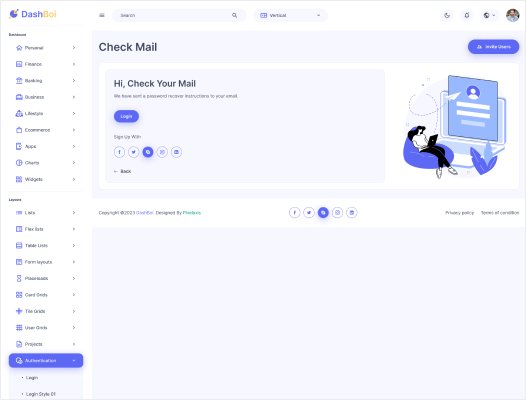 DashBoi
Search
Vertical
Dashboard
Personal
Finance
Banking
Business
Lifestyle
Ecommerce
Apps
Charts
Widgets
Layouts
Lists
Flex lists
Table Lists
Form layouts
Placeloads
Card Grids
Tile Grids
User Grids
Projects
Authentication
Login
Login Style 01
Check Mail
Invite Users
Hi, Check Your Mail
We have sent a password recover instructions to your email.
Login
Sign Up With
Back
Copyright ©2023 DashBoi. Designed By Pixelaxis
Privacy policy
Terms of condition